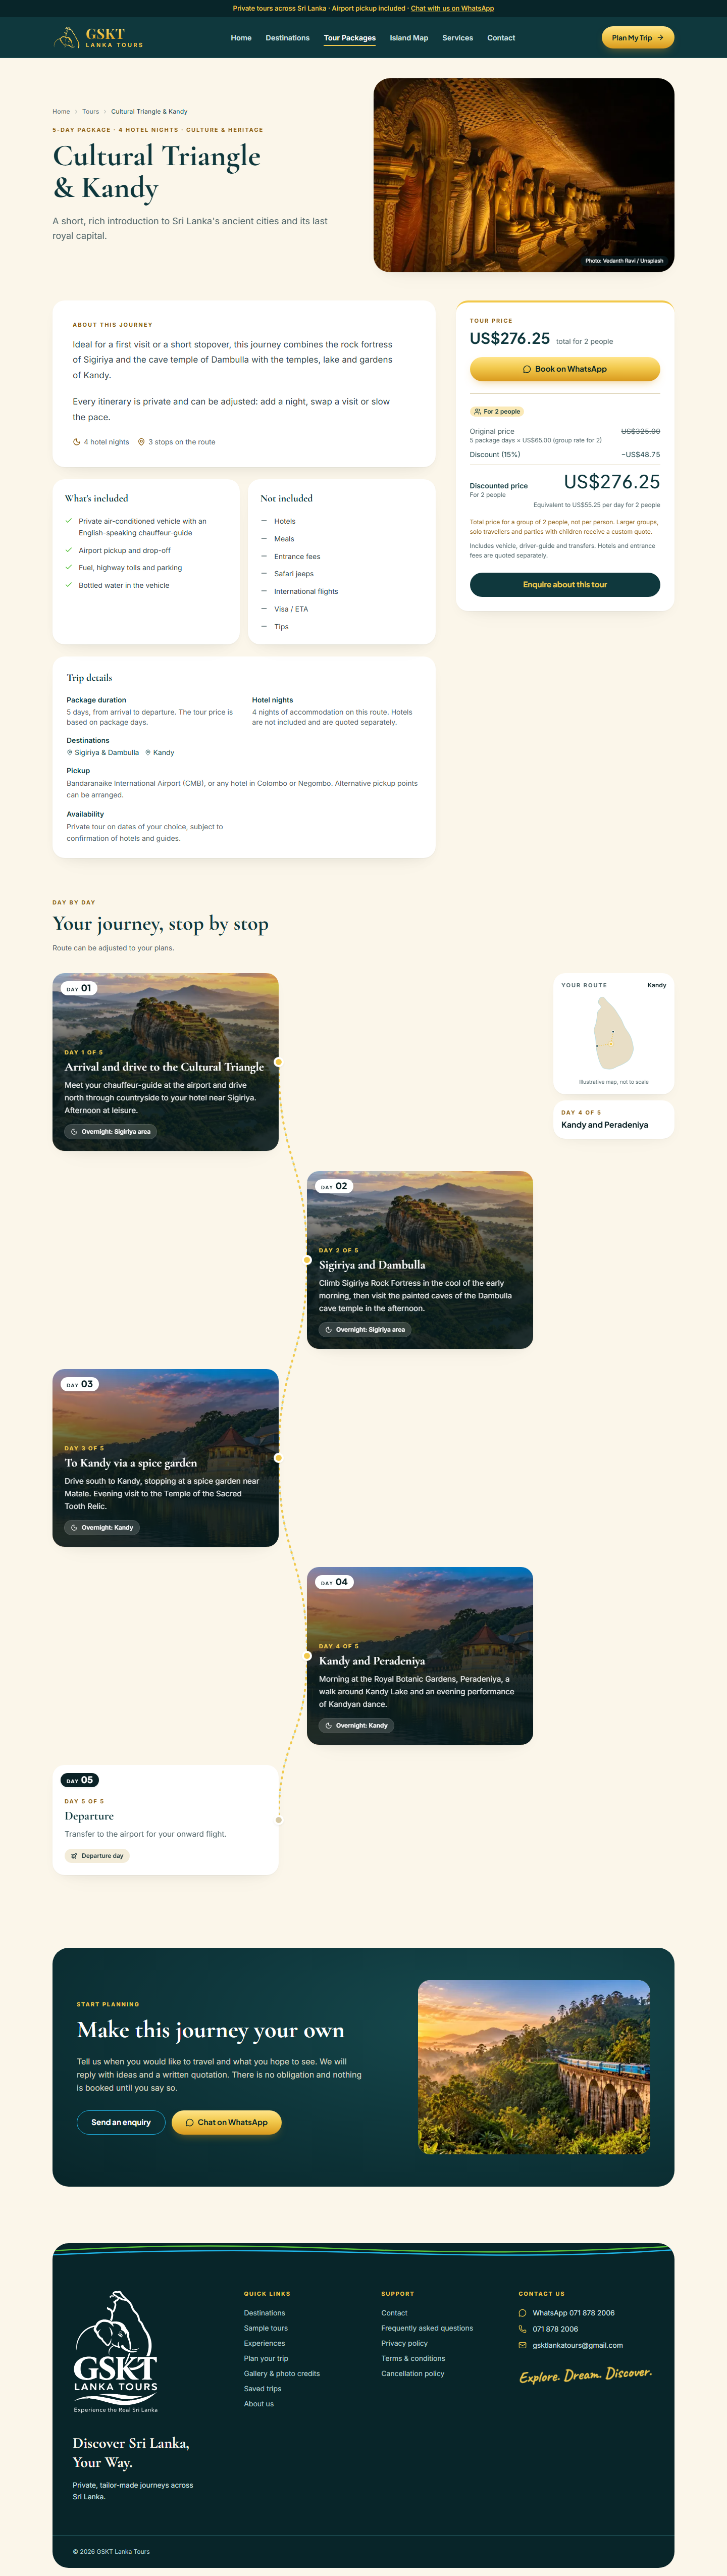 Private tours across Sri Lanka · Airport pickup included · Chat with us on WhatsApp
GSKT
LANKA TOURS
Home
Destinations
Tour Packages
Island Map
Services
Contact
Plan My Trip
Home › Tours › Cultural Triangle & Kandy
5-DAY PACKAGE · 4 HOTEL NIGHTS · CULTURE & HERITAGE
Cultural Triangle
& Kandy
A short, rich introduction to Sri Lanka's ancient cities and its last
royal capital.
Photo: Vedanth Ravi / Unsplash
ABOUT THIS JOURNEY
Ideal for a first visit or a short stopover, this journey combines the rock fortress
of Sigiriya and the cave temple of Dambulla with the temples, lake and gardens
of Kandy.
Every itinerary is private and can be adjusted: add a night, swap a visit or slow
the pace.
4 hotel nights
3 stops on the route
TOUR PRICE
US$276.25 total for 2 people
Book on WhatsApp
For 2 people
Original price
US$325.00
5 package days × US$65.00 (group rate for 2)
Discount (15%)
−US$48.75
Discounted price
US$276.25
For 2 people
Equivalent to US$55.25 per day for 2 people
Total price for a group of 2 people, not per person. Larger groups,
solo travellers and parties with children receive a custom quote.
Includes vehicle, driver-guide and transfers. Hotels and entrance
fees are quoted separately.
Enquire about this tour
What's included
Private air-conditioned vehicle with an
English-speaking chauffeur-guide
Airport pickup and drop-off
Fuel, highway tolls and parking
Bottled water in the vehicle
Not included
Hotels
Meals
Entrance fees
Safari jeeps
International flights
Visa / ETA
Tips
Trip details
Package duration
5 days, from arrival to departure. The tour price is
based on package days.
Hotel nights
4 nights of accommodation on this route. Hotels
are not included and are quoted separately.
Destinations
Sigiriya & Dambulla
Kandy
Pickup
Bandaranaike International Airport (CMB), or any hotel in Colombo or Negombo. Alternative pickup points
can be arranged.
Availability
Private tour on dates of your choice, subject to
confirmation of hotels and guides.
DAY BY DAY
Your journey, stop by stop
Route can be adjusted to your plans.
DAY 01
DAY 1 OF 5
Arrival and drive to the Cultural Triangle
Meet your chauffeur-guide at the airport and drive
north through countryside to your hotel near Sigiriya.
Afternoon at leisure.
Overnight: Sigiriya area
YOUR ROUTE
Kandy
Illustrative map, not to scale
DAY 4 OF 5
Kandy and Peradeniya
DAY 02
DAY 2 OF 5
Sigiriya and Dambulla
Climb Sigiriya Rock Fortress in the cool of the early
morning, then visit the painted caves of the Dambulla
cave temple in the afternoon.
Overnight: Sigiriya area
DAY 03
DAY 3 OF 5
To Kandy via a spice garden
Drive south to Kandy, stopping at a spice garden near
Matale. Evening visit to the Temple of the Sacred
Tooth Relic.
Overnight: Kandy
DAY 04
DAY 4 OF 5
Kandy and Peradeniya
Morning at the Royal Botanic Gardens, Peradeniya, a
walk around Kandy Lake and an evening performance
of Kandyan dance.
Overnight: Kandy
DAY 05
DAY 5 OF 5
Departure
Transfer to the airport for your onward flight.
Departure day
START PLANNING
Make this journey your own
Tell us when you would like to travel and what you hope to see. We will
reply with ideas and a written quotation. There is no obligation and nothing
is booked until you say so.
Send an enquiry
Chat on WhatsApp
GSKT
LANKA TOURS
Experience the Real Sri Lanka
Discover Sri Lanka,
Your Way.
Private, tailor-made journeys across
Sri Lanka.
QUICK LINKS
Destinations
Sample tours
Experiences
Plan your trip
Gallery & photo credits
Saved trips
About us
SUPPORT
Contact
Frequently asked questions
Privacy policy
Terms & conditions
Cancellation policy
CONTACT US
WhatsApp 071 878 2006
071 878 2006
gsktlankatours@gmail.com
Explore. Dream. Discover.
© 2026 GSKT Lanka Tours